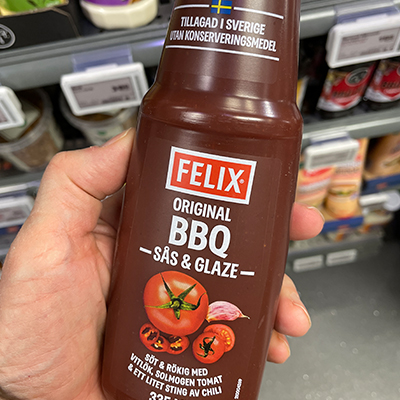 TILLAGAD I SVERIGE
UTAN KONSERVERINGSMEDEL
FELIX
ORIGINAL
BBQ
SÅS & GLAZE
SÖT & RÖKIG MED
VITLÖK, SOLMOGEN TOMAT
& ETT LITET STING AV CHILI